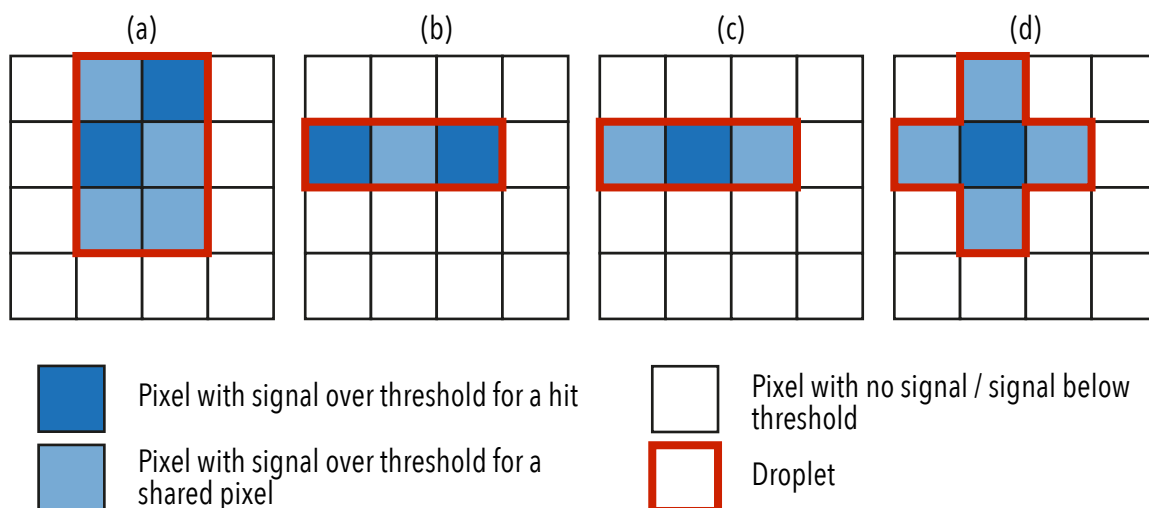 (a)
(b)
(c)
(d)
Pixel with signal over threshold for a hit
Pixel with signal over threshold for a
shared pixel
Pixel with no signal / signal below
threshold
Droplet